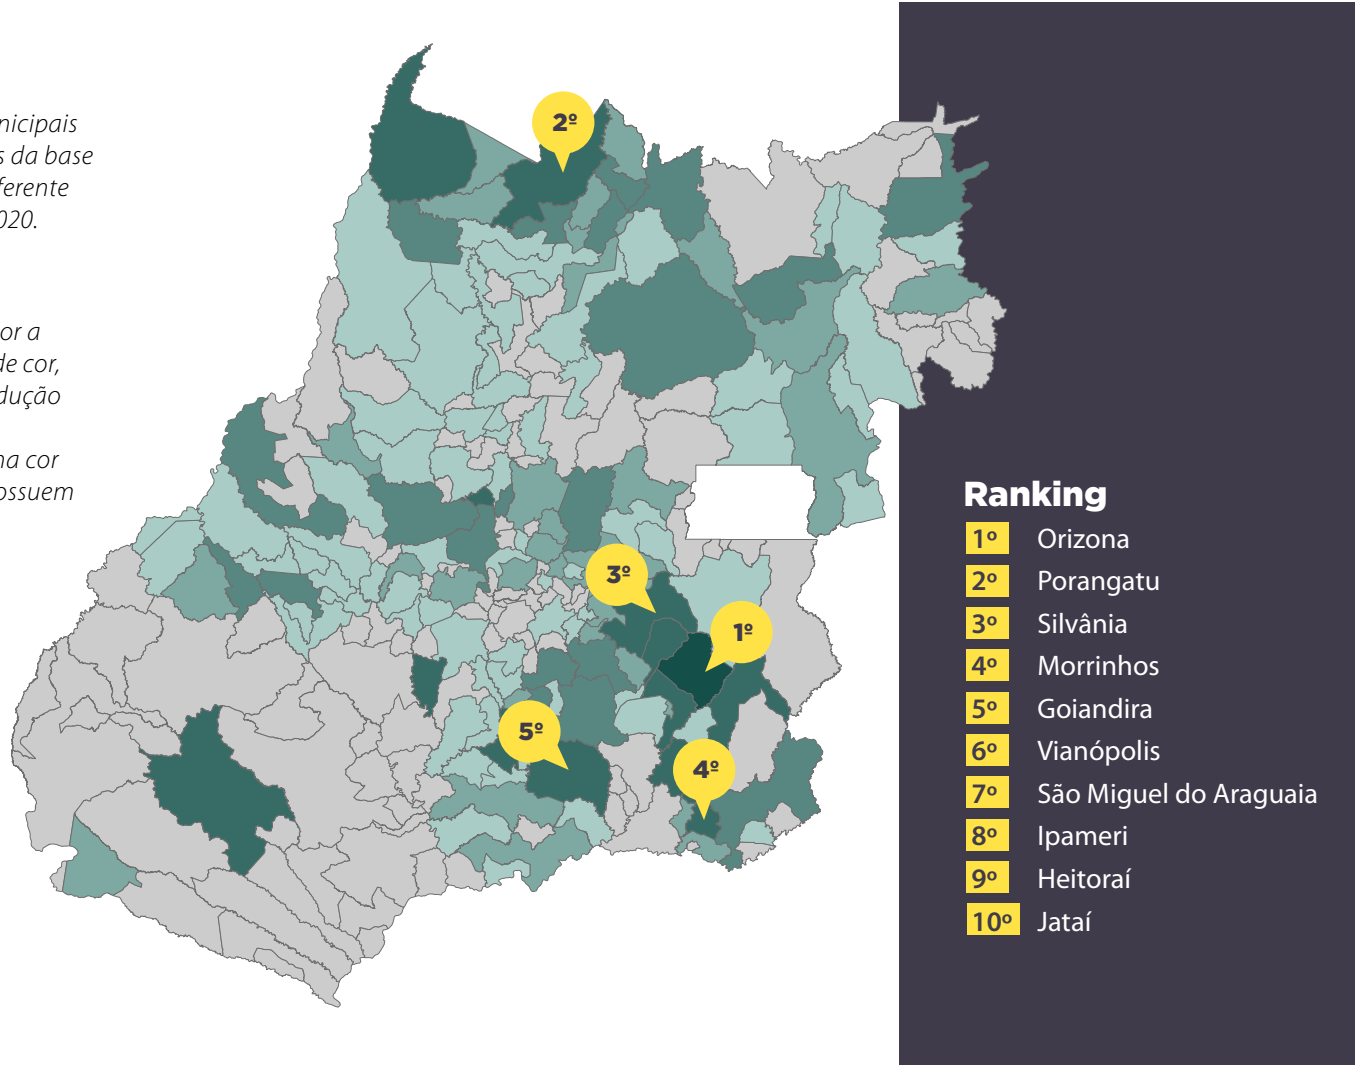 nicipais
s da base
ferente
020.
or a
de cor,
dução
na cor
ossuem
2º
3º
1º
5º
4º
Ranking
1º Orizona
2º Porangatu
3º Silvânia
4º Morrinhos
5º Goiandira
6º Vianópolis
7º São Miguel do Araguaia
8º Ipameri
9º Heitoraí
10º Jataí